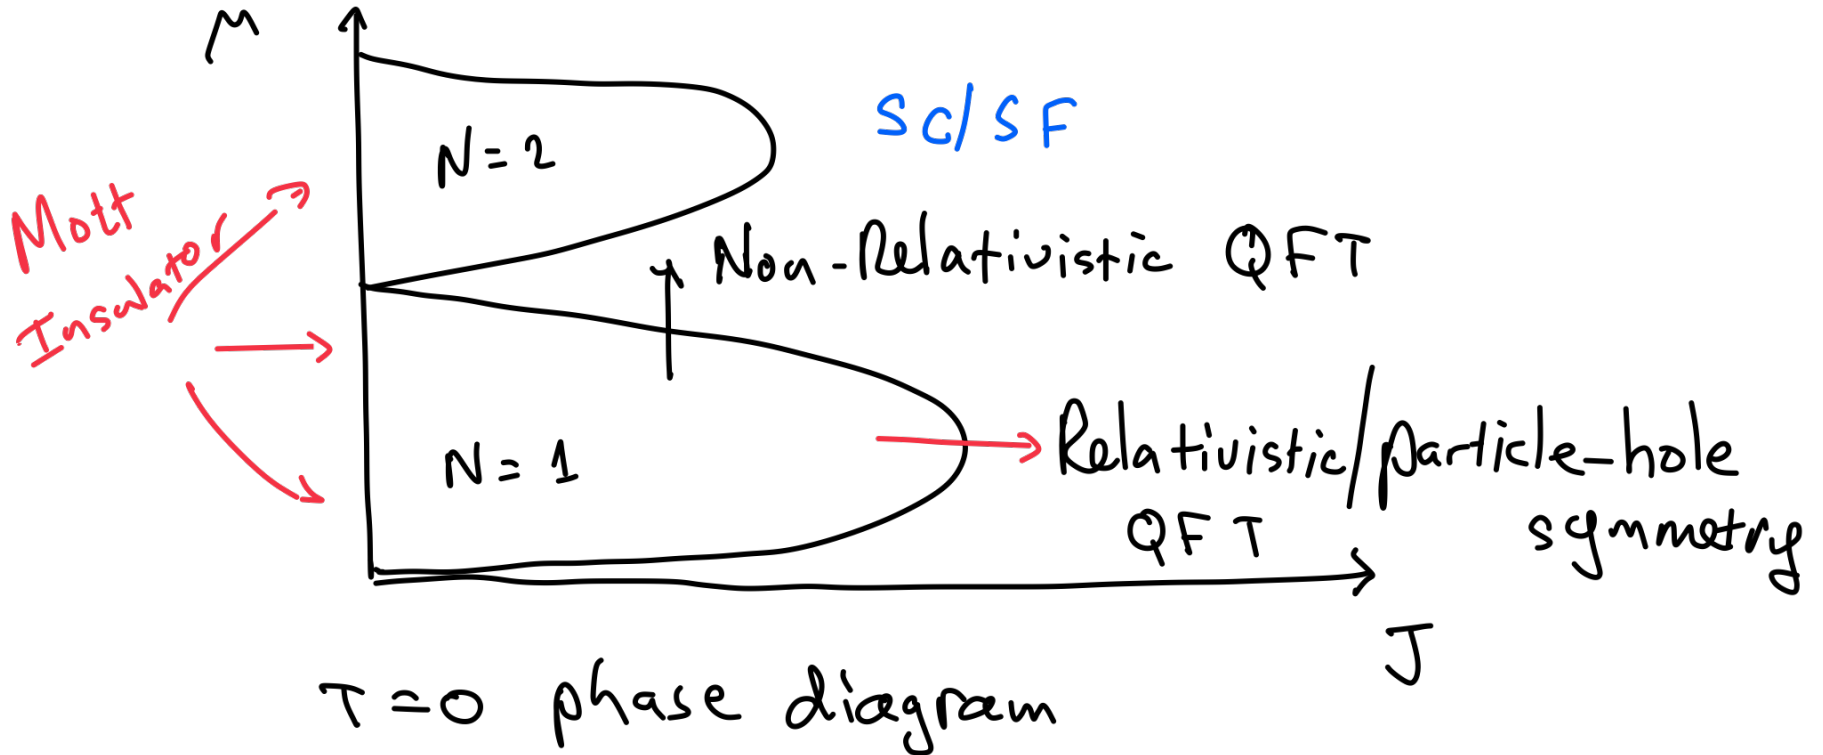 μ
SC/SF
N=2
Mott
Insulator
Non-Relativistic QFT
N=1
Relativistic/particle-hole
QFT symmetry
J
T=0 phase diagram